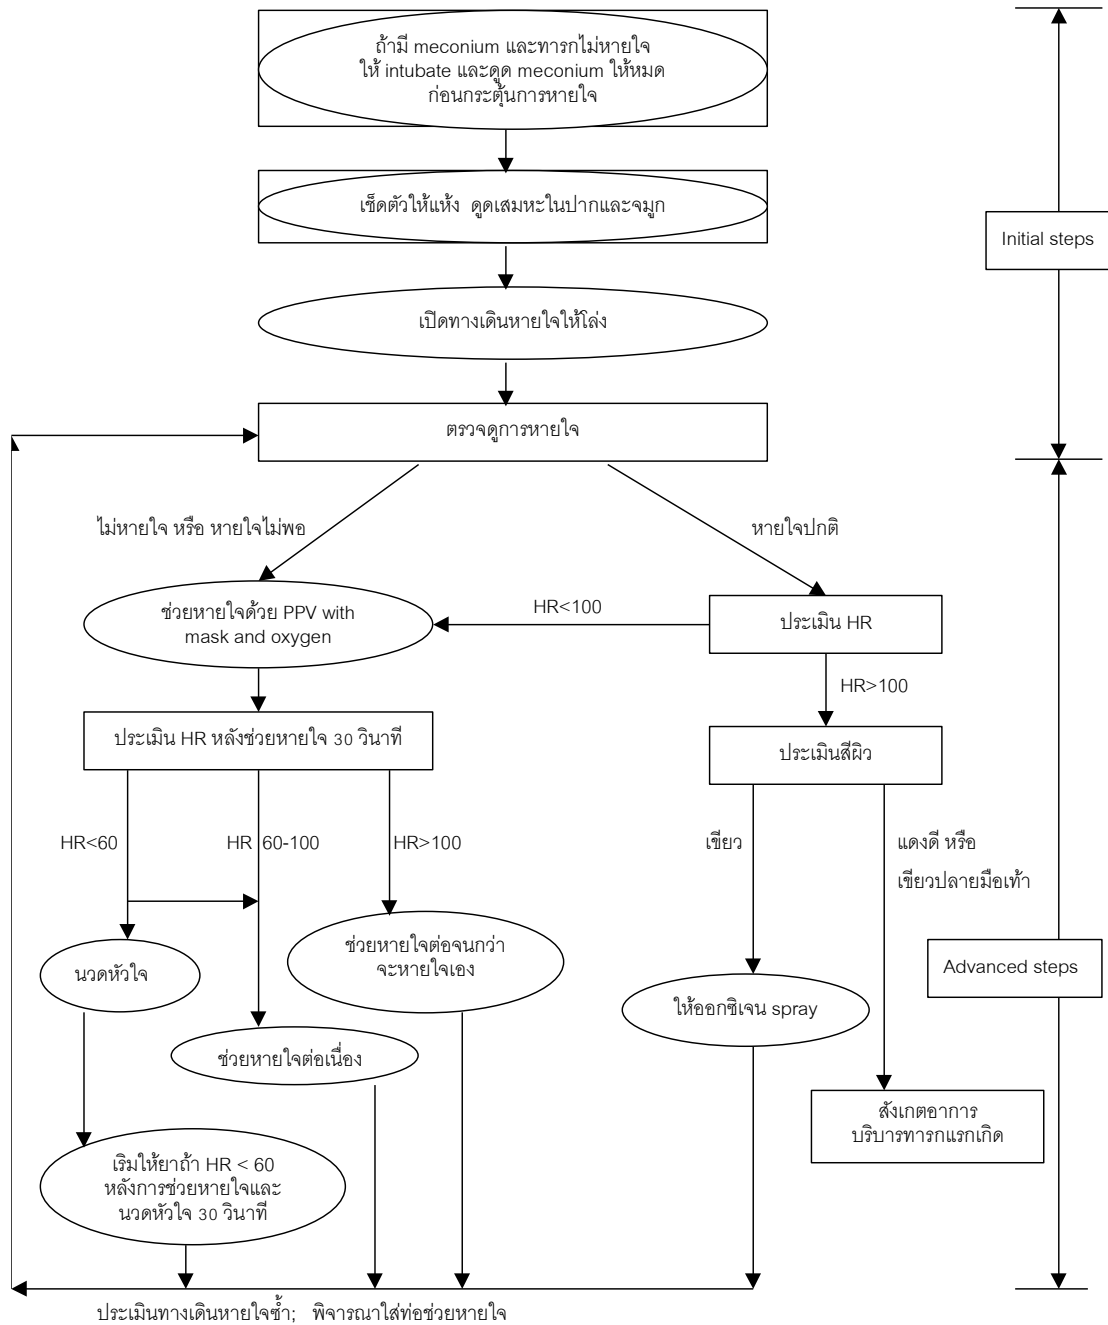 ถ้ามี meconium และทารกไม่หายใจ
ให้ intubate และดูด meconium ให้หมด
ก่อนกระตุ้นการหายใจ
เช็ดตัวให้แห้ง ดูดเสมหะในปากและจมูก
Initial steps
เปิดทางเดินหายใจให้โล่ง
ตรวจดูการหายใจ
ไม่หายใจ หรือ หายใจไม่พอ
หายใจปกติ
ช่วยหายใจด้วย PPV with
mask and oxygen
HR<100
ประเมิน HR
HR>100
ประเมิน HR หลังช่วยหายใจ 30 วินาที
ประเมินสีผิว
HR<60
HR 60-100
HR>100
เขียว
แดงดี หรือ
เขียวปลายมือเท้า
นวดหัวใจ
ช่วยหายใจต่อจนกว่า
จะหายใจเอง
Advanced steps
ให้ออกซิเจน spray
ช่วยหายใจต่อเนื่อง
สังเกตอาการ
บริบารทารกแรกเกิด
เริมให้ยาถ้า HR < 60
หลังการช่วยหายใจและ
นวดหัวใจ 30 วินาที
ประเมินทางเดินหายใจซ้ำ; พิจารณาใส่ท่อช่วยหายใจ